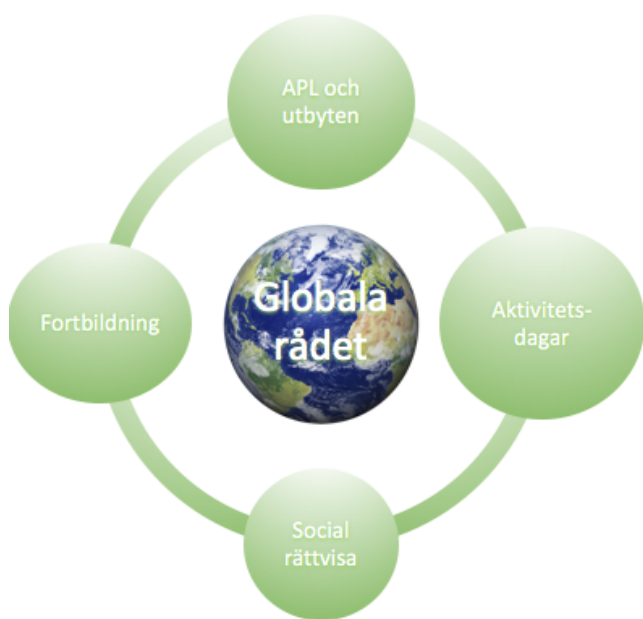 APL och
utbyten
Globala
rådet
Fortbildning
Aktivitets-
dagar
Social
rättvisa